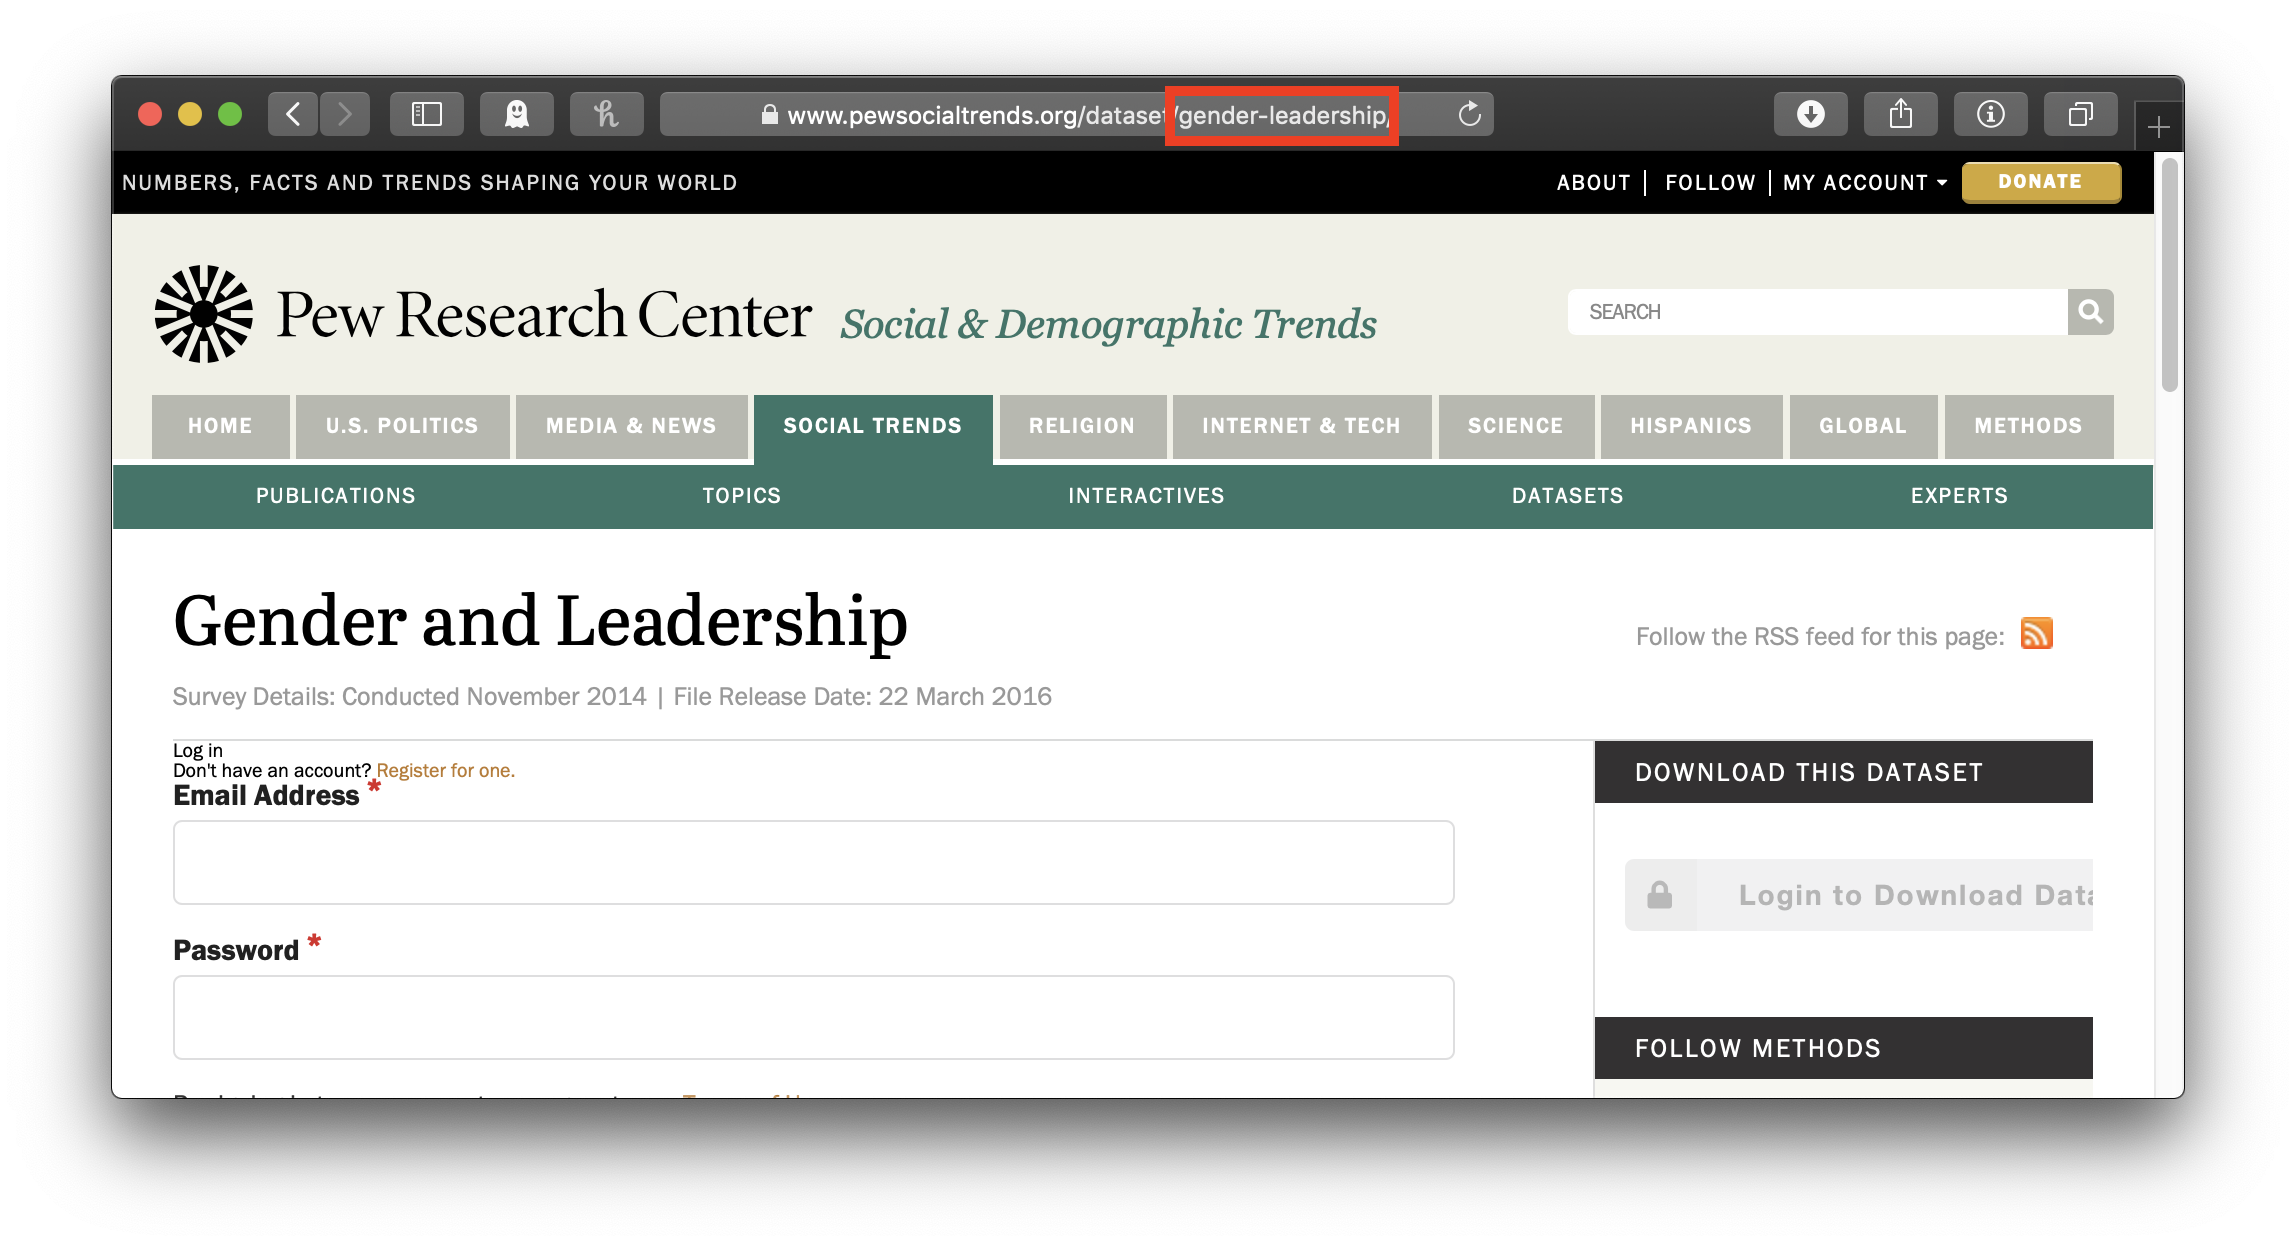 www.pewsocialtrends.org/dataset/gender-leadership/
NUMBERS, FACTS AND TRENDS SHAPING YOUR WORLD
ABOUT | FOLLOW | MY ACCOUNT DONATE
Pew Research Center Social & Demographic Trends
SEARCH
HOME U.S. POLITICS MEDIA & NEWS SOCIAL TRENDS RELIGION INTERNET & TECH SCIENCE HISPANICS GLOBAL METHODS
PUBLICATIONS TOPICS INTERACTIVES DATASETS EXPERTS
Gender and Leadership
Follow the RSS feed for this page:
Survey Details: Conducted November 2014 | File Release Date: 22 March 2016
Log in
Don't have an account? Register for one.
Email Address *
Password *
DOWNLOAD THIS DATASET
Login to Download Data
FOLLOW METHODS